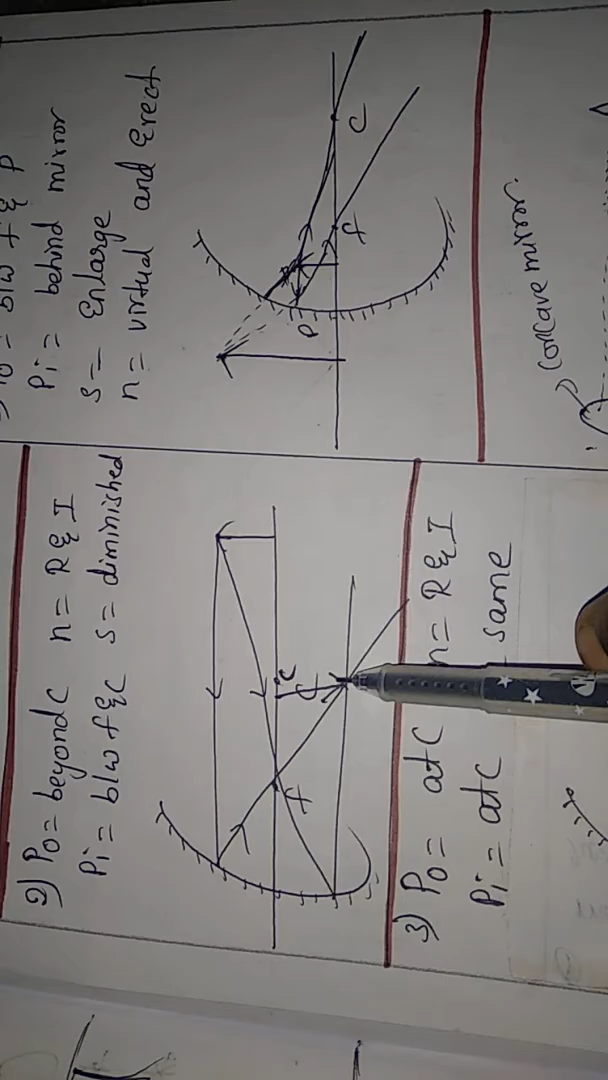 = b/w f & P
Pi = behind mirror
S = Enlarge
n = virtual and Erect
P
f
C
2) Po = beyond C n = R & I
Pi = b/w f & C S = diminished
f
C
3) Po = at C n = R & I
Pi = at C same
concave mirror.